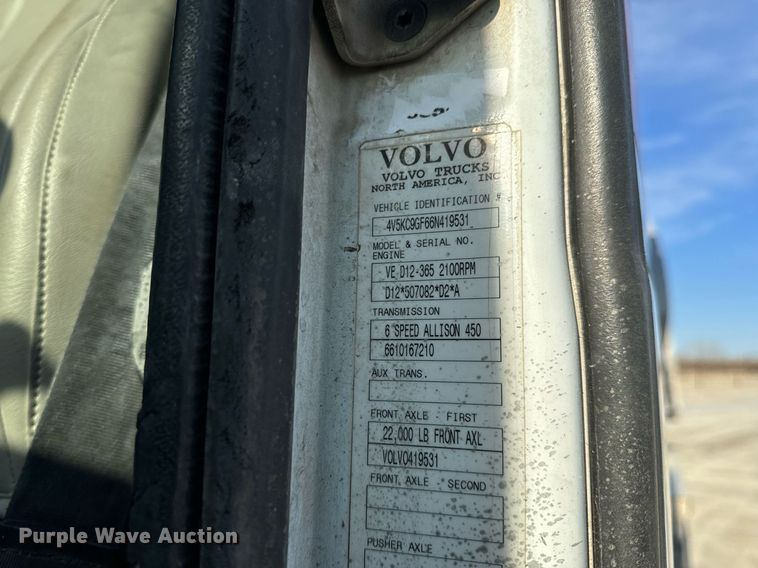 VOLVO
VOLVO TRUCKS
NORTH AMERICA, INC
VEHICLE IDENTIFICATION #
4V5KC9GF66N419531
MODEL & SERIAL NO.
ENGINE
VE D12-365 2100RPM
D12*507082*D2*A
TRANSMISSION
6 SPEED ALLISON 450
6610167210
AUX TRANS.
FRONT AXLE - FIRST
22,000 LB FRONT AXL
VOLVO419531
FRONT AXLE SECOND
PUSHER AXLE
Purple Wave Auction